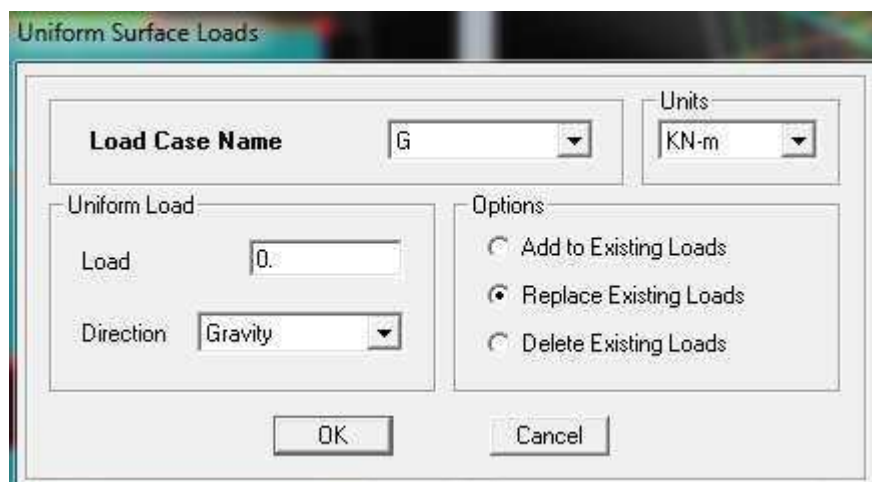 Uniform Surface Loads
Units
Load Case Name G KN-m
Uniform Load Options
Load 0. Add to Existing Loads
Replace Existing Loads
Direction Gravity Delete Existing Loads
OK Cancel